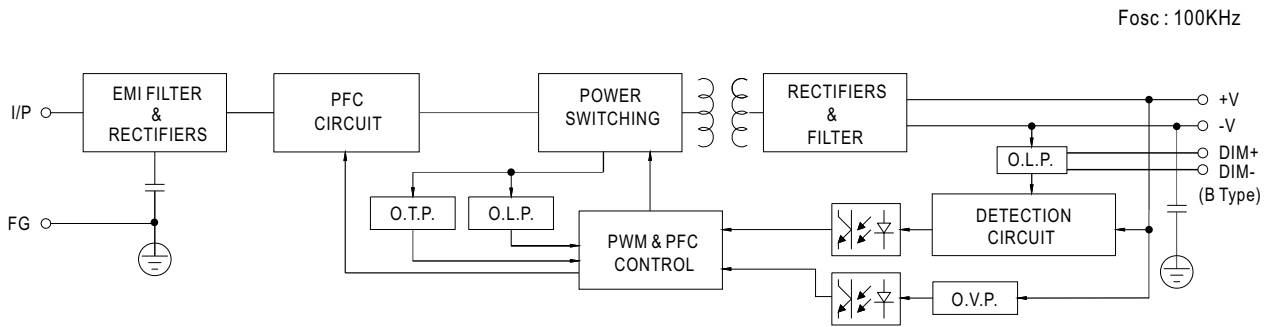 Fosc : 100KHz
I/P
EMI FILTER
&
RECTIFIERS
PFC
CIRCUIT
POWER
SWITCHING
RECTIFIERS
&
FILTER
+V
-V
DIM+
DIM-
(B Type)
O.L.P.
FG
O.T.P.
O.L.P.
PWM & PFC
CONTROL
DETECTION
CIRCUIT
O.V.P.